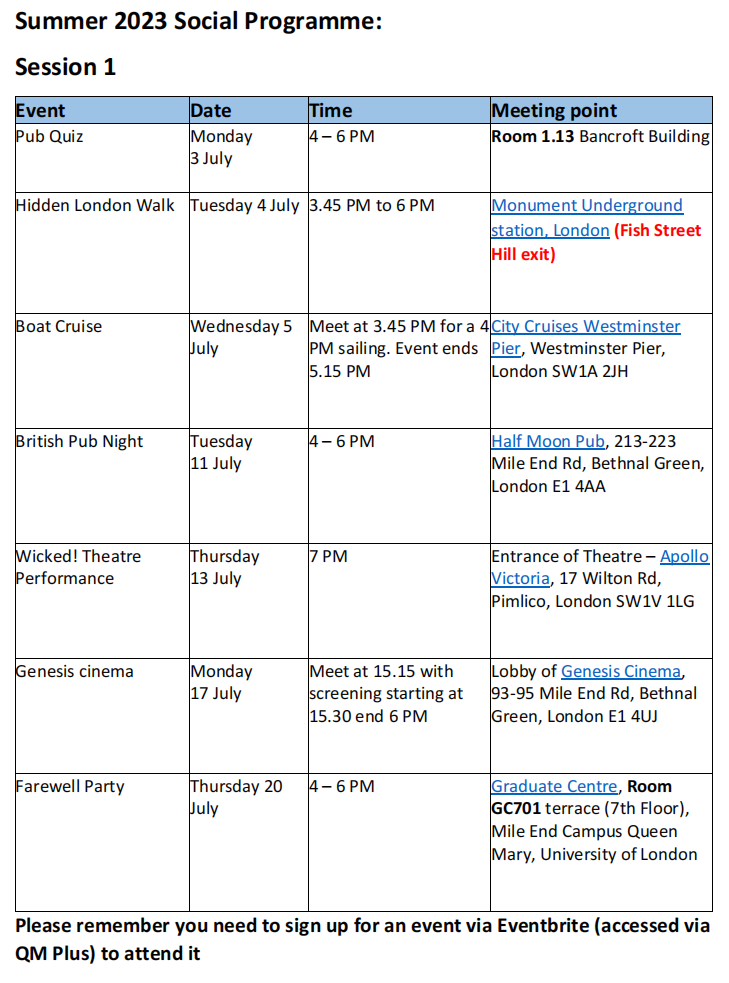 Summer 2023 Social Programme:
Session 1
Event Date Time Meeting point
Pub Quiz Monday 4 – 6 PM Room 1.13 Bancroft Building
3 July
Hidden London Walk Tuesday 4 July 3.45 PM to 6 PM Monument Underground
station, London (Fish Street
Hill exit)
Boat Cruise Wednesday 5 Meet at 3.45 PM for a 4 City Cruises Westminster
July PM sailing. Event ends Pier, Westminster Pier,
5.15 PM London SW1A 2JH
British Pub Night Tuesday 4 – 6 PM Half Moon Pub, 213-223
11 July Mile End Rd, Bethnal Green,
London E1 4AA
Wicked! Theatre Thursday 7 PM Entrance of Theatre – Apollo
Performance 13 July Victoria, 17 Wilton Rd,
Pimlico, London SW1V 1LG
Genesis cinema Monday Meet at 15.15 with Lobby of Genesis Cinema,
17 July screening starting at 93-95 Mile End Rd, Bethnal
15.30 end 6 PM Green, London E1 4UJ
Farewell Party Thursday 20 4 – 6 PM Graduate Centre, Room
July GC701 terrace (7th Floor),
Mile End Campus Queen
Mary, University of London
Please remember you need to sign up for an event via Eventbrite (accessed via
QM Plus) to attend it